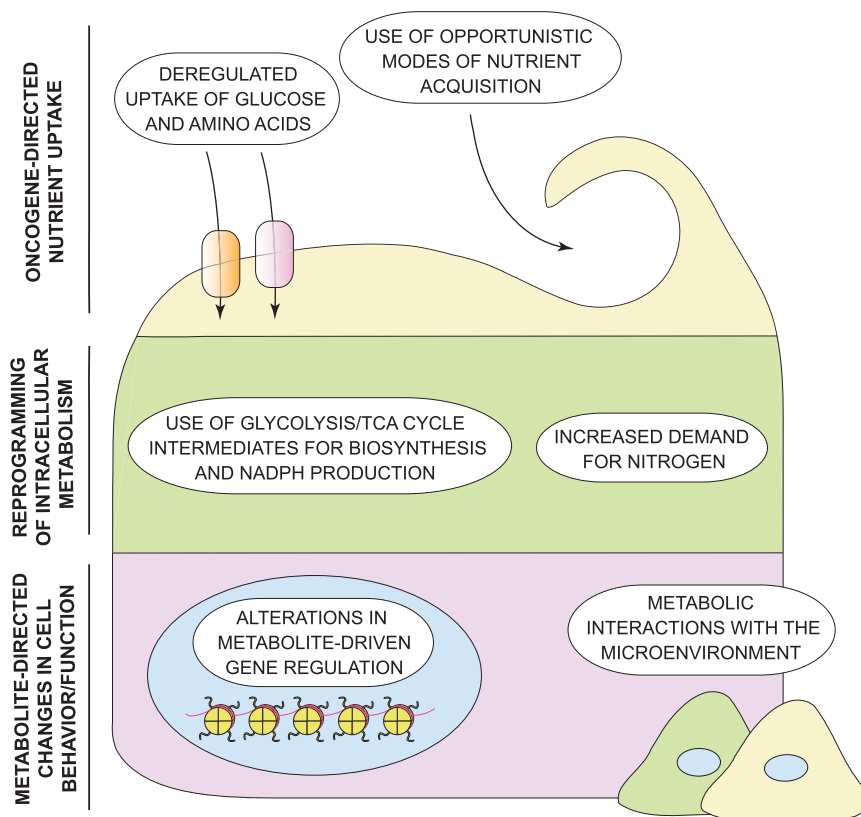 ONCOGENE-DIRECTED
NUTRIENT UPTAKE
DEREGULATED
UPTAKE OF GLUCOSE
AND AMINO ACIDS
USE OF OPPORTUNISTIC
MODES OF NUTRIENT
ACQUISITION
REPROGRAMMING
OF INTRACELLULAR
METABOLISM
USE OF GLYCOLYSIS/TCA CYCLE
INTERMEDIATES FOR BIOSYNTHESIS
AND NADPH PRODUCTION
INCREASED DEMAND
FOR NITROGEN
METABOLITE-DIRECTED
CHANGES IN CELL
BEHAVIOR/FUNCTION
ALTERATIONS IN
METABOLITE-DRIVEN
GENE REGULATION
METABOLIC
INTERACTIONS WITH THE
MICROENVIRONMENT